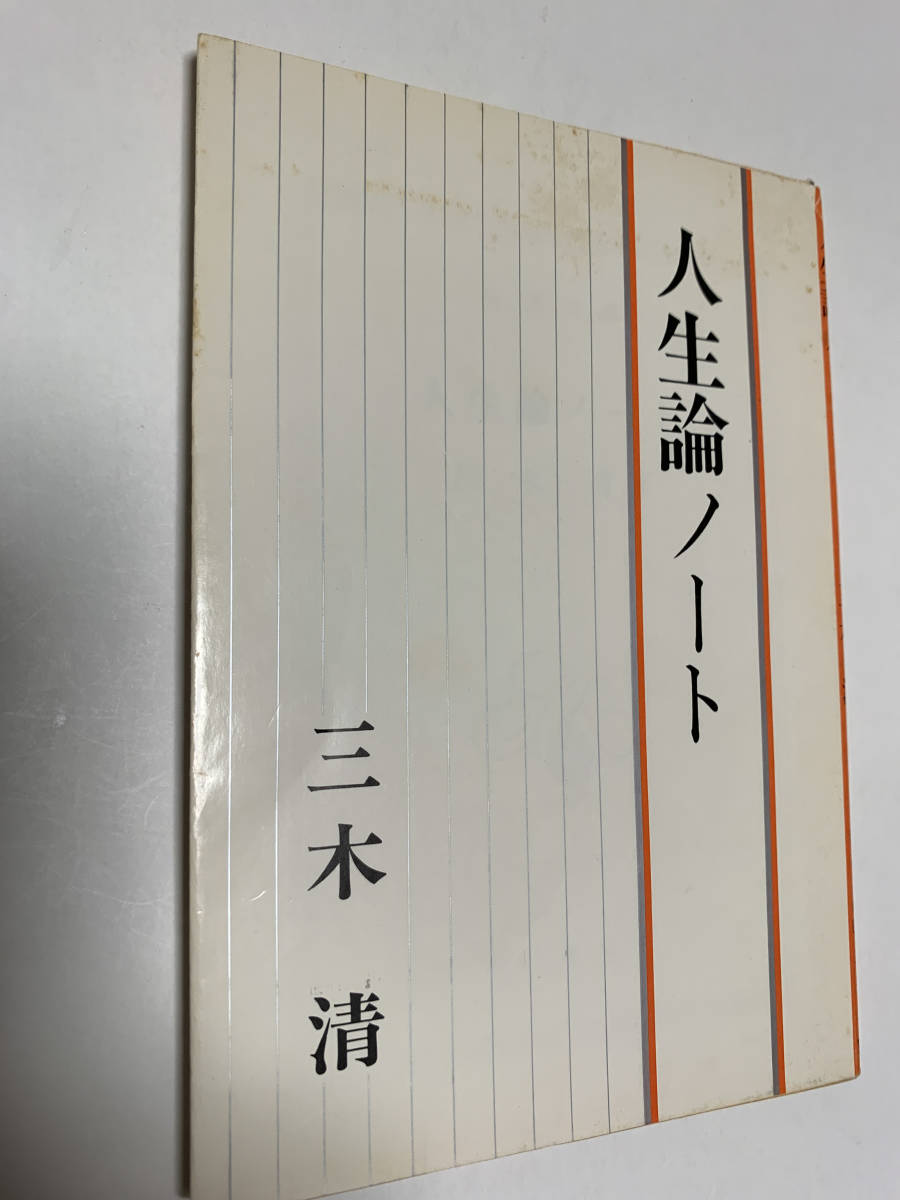 人生論ノート
三木 清